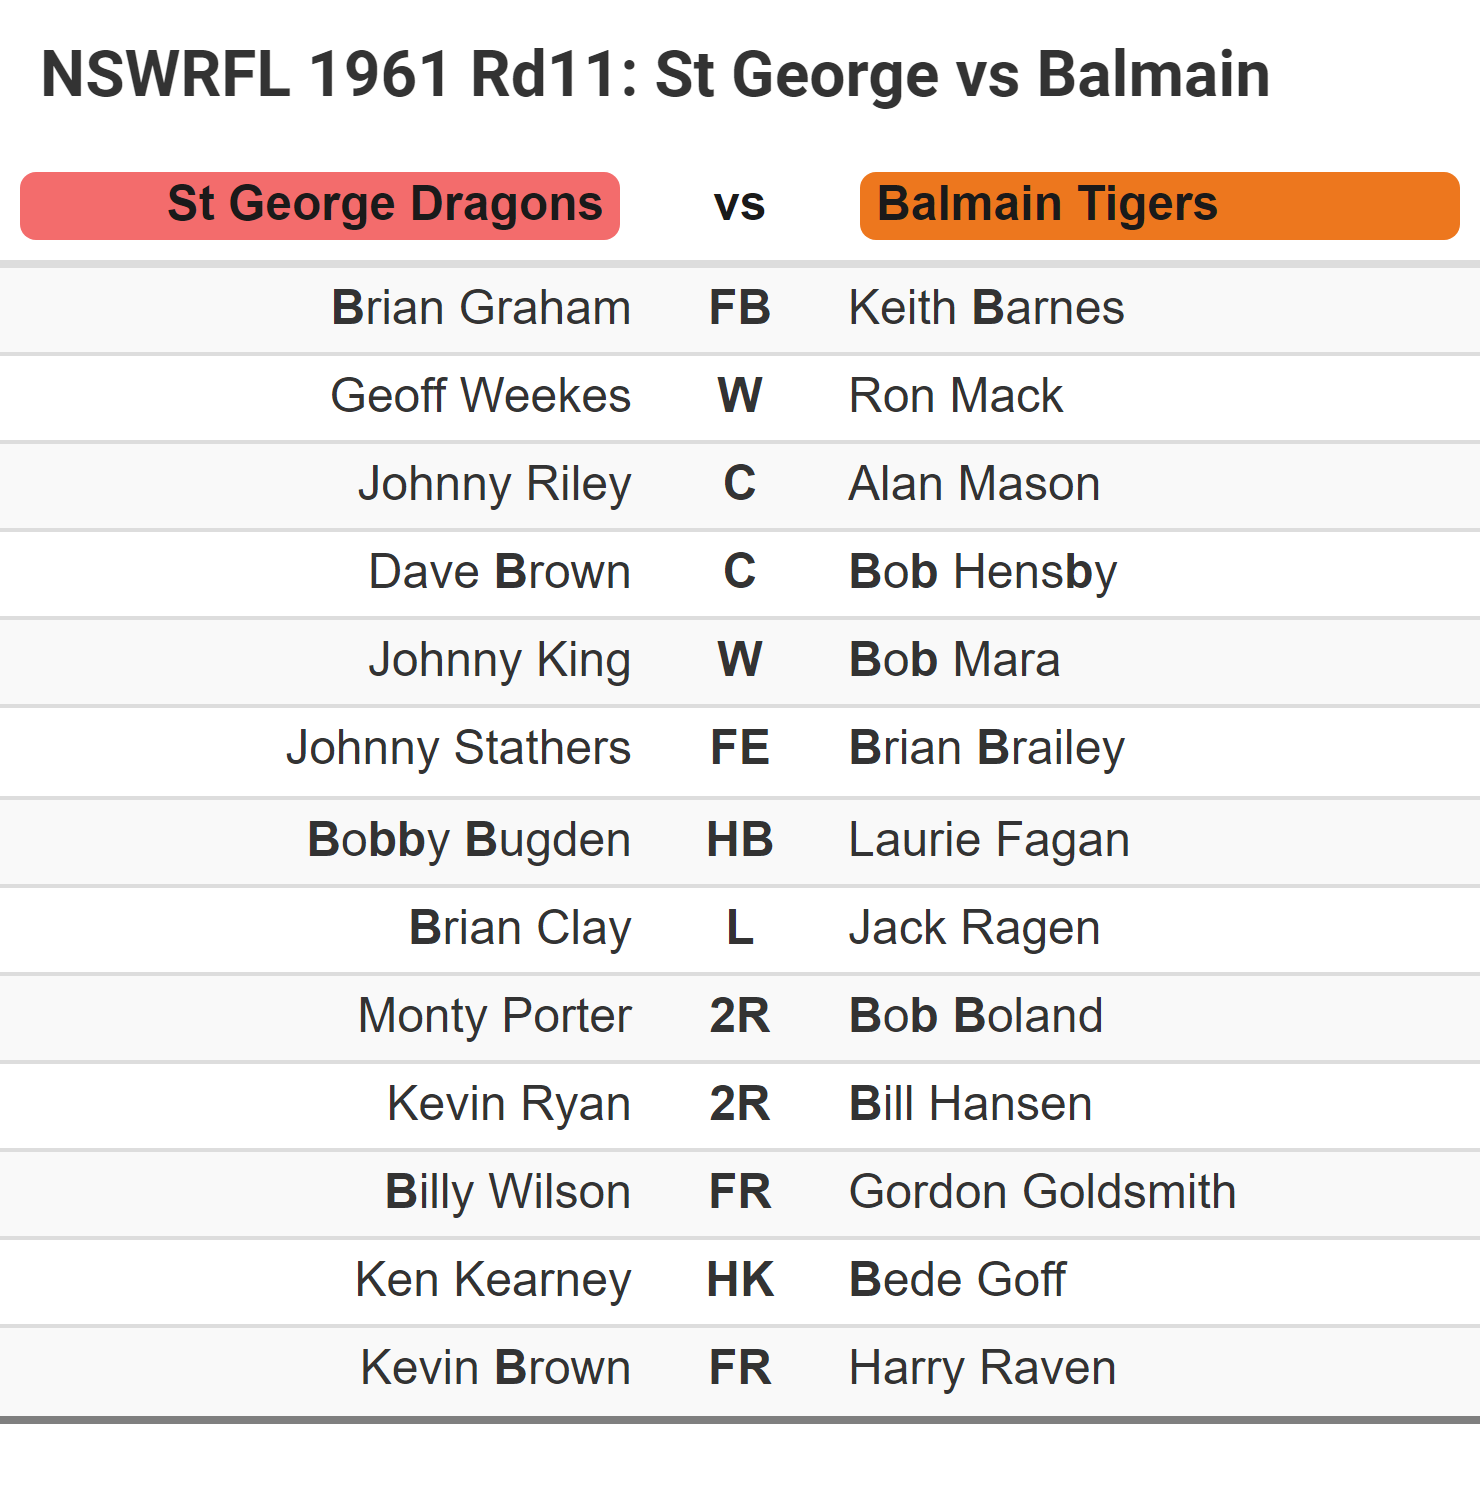 NSWRFL 1961 Rd11: St George vs Balmain
St George Dragons vs Balmain Tigers
Brian Graham FB Keith Barnes
Geoff Weekes W Ron Mack
Johnny Riley C Alan Mason
Dave Brown C Bob Hensby
Johnny King W Bob Mara
Johnny Stathers FE Brian Brailey
Bobby Bugden HB Laurie Fagan
Brian Clay L Jack Ragen
Monty Porter 2R Bob Boland
Kevin Ryan 2R Bill Hansen
Billy Wilson FR Gordon Goldsmith
Ken Kearney HK Bede Goff
Kevin Brown FR Harry Raven